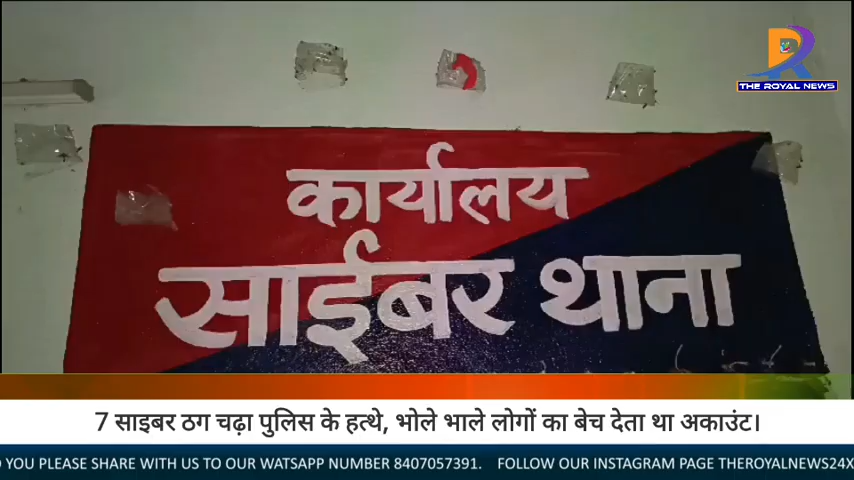 THE ROYAL NEWS
कार्यालय
साईबर थाना
7 साइबर ठग चढ़ा पुलिस के हत्थे, भोले भाले लोगों का बेच देता था अकाउंट।
YOU PLEASE SHARE WITH US TO OUR WATSAPP NUMBER 8407057391. FOLLOW OUR INSTAGRAM PAGE THEROYALNEWS24X